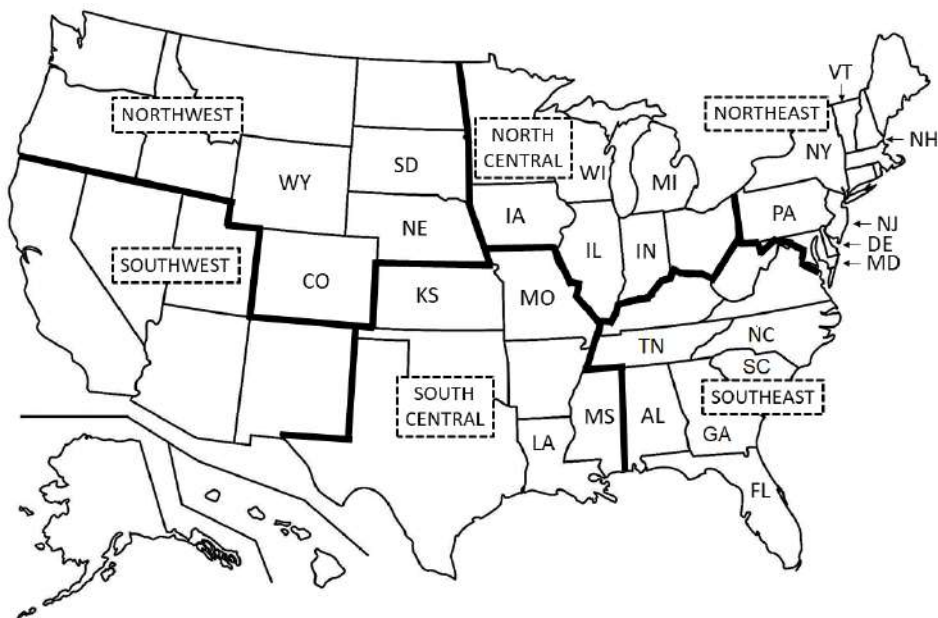 VT
NORTHWEST
NORTHEAST
NORTH
CENTRAL
NH
NY
WI
SD
MI
WY
IA
PA
NE
NJ
IL
IN
DE
SOUTHWEST
MD
CO
KS
MO
NC
TN
SC
SOUTH
CENTRAL
SOUTHEAST
MS
AL
GA
LA
FL